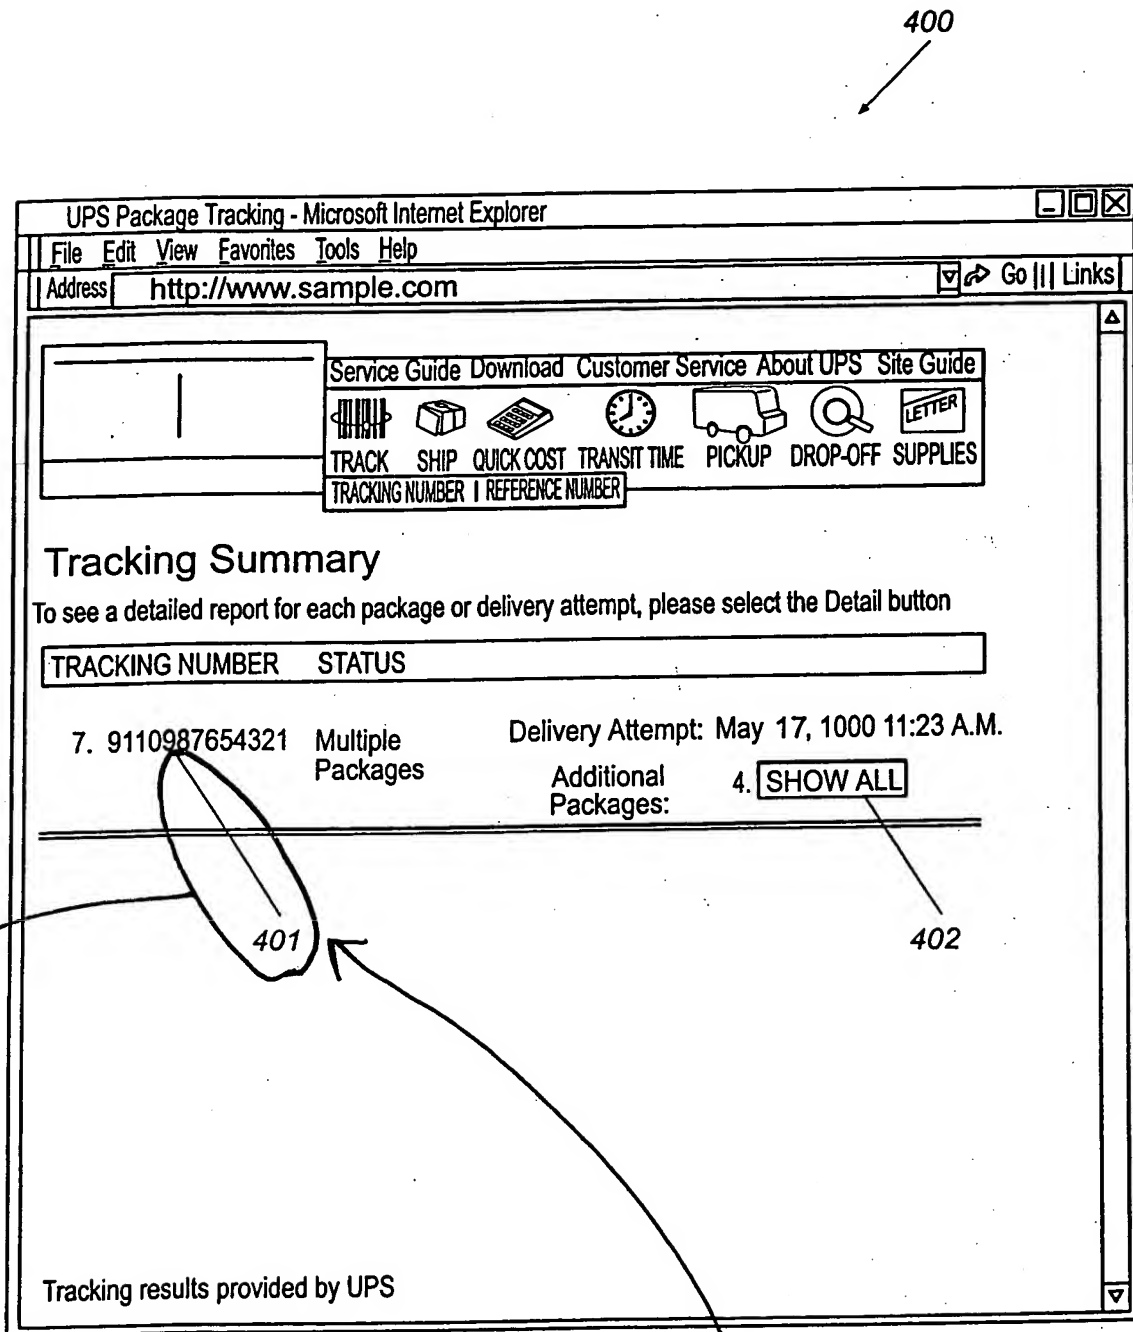 400
UPS Package Tracking - Microsoft Internet Explorer
File Edit View Favorites Tools Help
Address http://www.sample.com Go Links
Service Guide Download Customer Service About UPS Site Guide
LETTER
TRACK SHIP QUICK COST TRANSIT TIME PICKUP DROP-OFF SUPPLIES
TRACKING NUMBER | REFERENCE NUMBER
Tracking Summary
To see a detailed report for each package or delivery attempt, please select the Detail button
TRACKING NUMBER STATUS
7. 9110987654321 Multiple Packages Delivery Attempt: May 17, 1000 11:23 A.M.
Additional Packages: 4. SHOW ALL
401
402
Tracking results provided by UPS